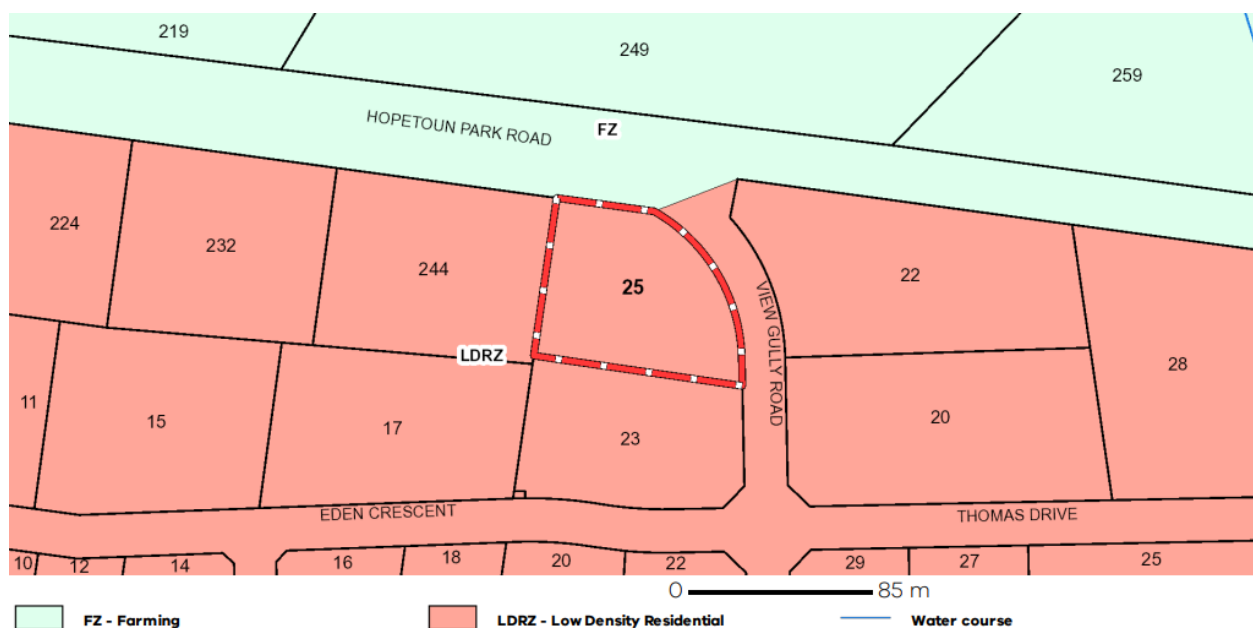 219
249
259
HOPETOUN PARK ROAD
FZ
224
232
244
25
22
VIEW GULLY ROAD
28
LDRZ
11
15
17
23
20
EDEN CRESCENT
THOMAS DRIVE
10
12
14
16
18
20
22
29
27
25
0 85 m
FZ - Farming
LDRZ - Low Density Residential
Water course